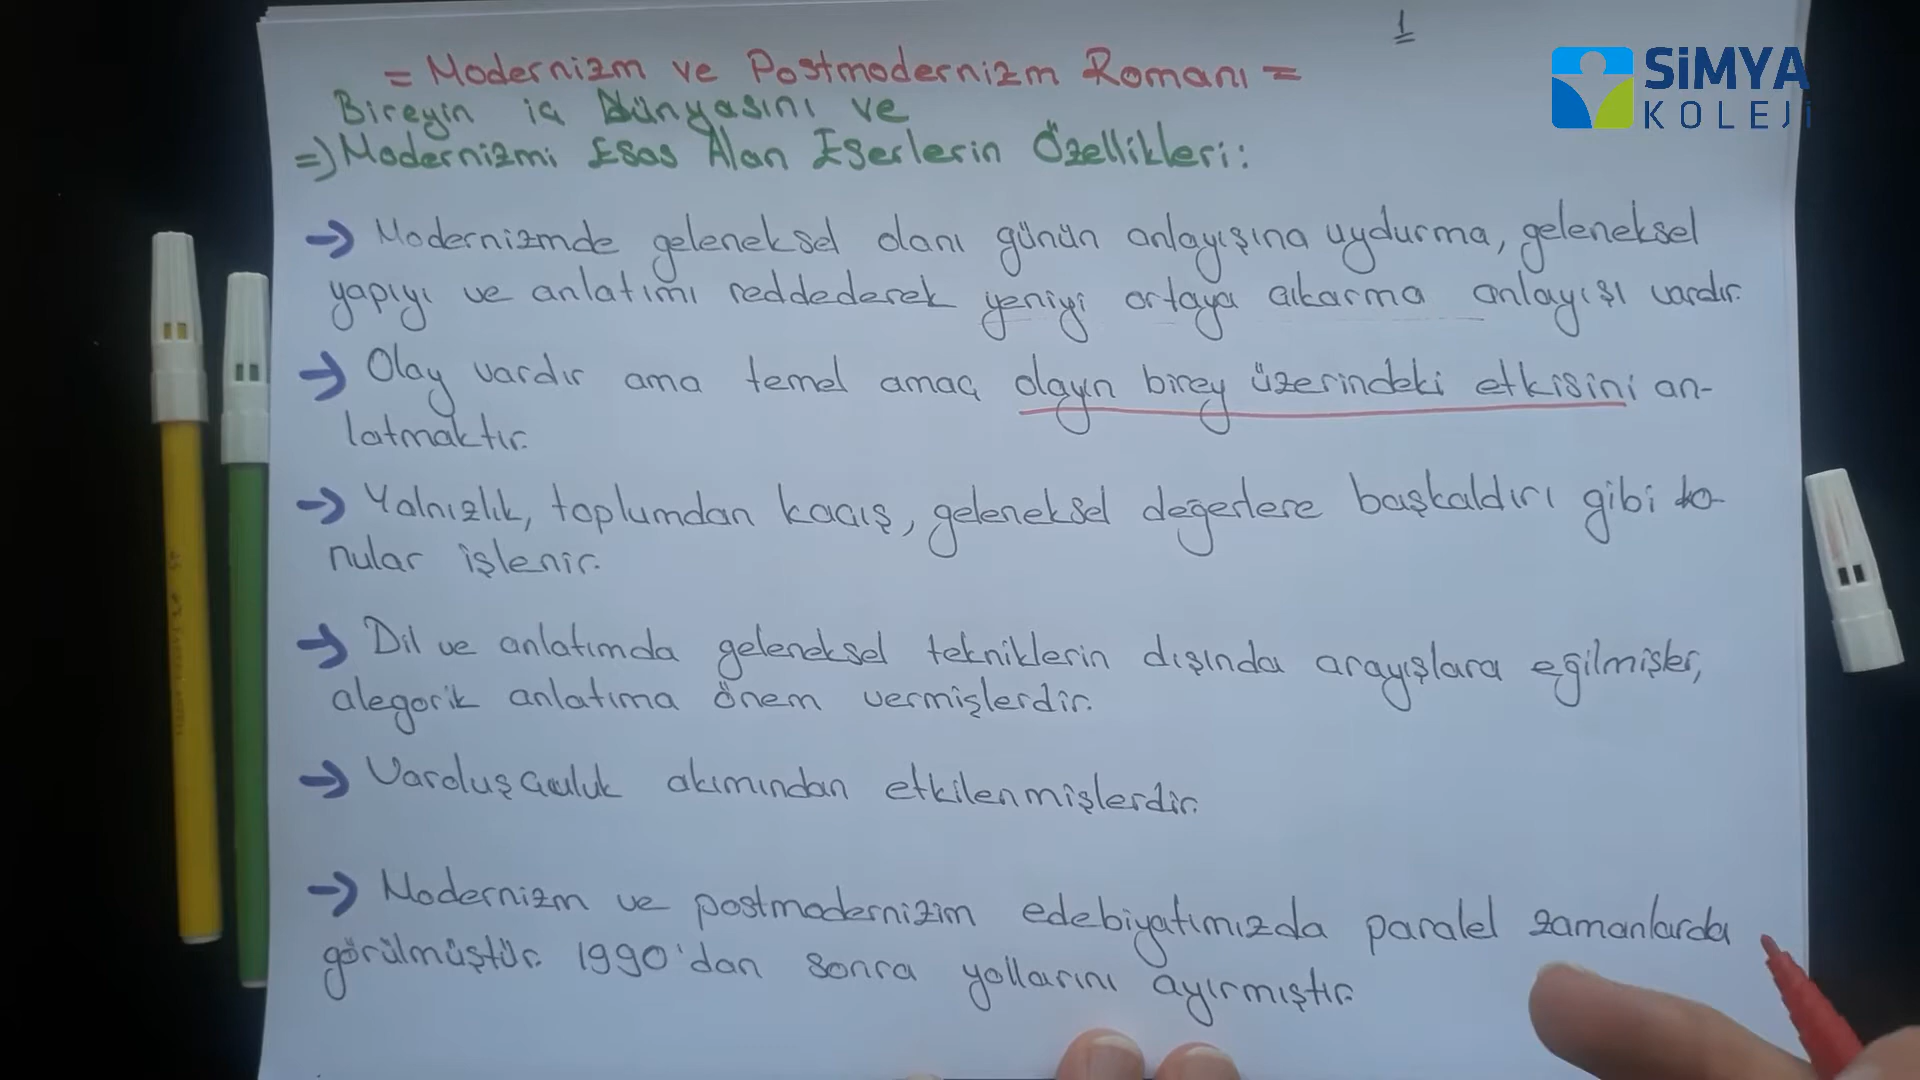 1
SİMYA
KOLEJİ
= Modernizm ve Postmodernizm Romanı =
Bireyin iç Dünyasını ve
=> Modernizmi Esas Alan Eserlerin Özellikleri:
→ Modernizmde geleneksel olanı günün anlayışına uydurma, geleneksel
yapıyı ve anlatımı reddederek yeniyi ortaya çıkarma anlayışı vardır.
→ Olay vardır ama temel amaç olayın birey üzerindeki etkisini an-
latmaktır.
→ Yalnızlık, toplumdan kaçış, geleneksel değerlere başkaldırı gibi ko-
nular işlenir.
→ Dil ve anlatımda geleneksel tekniklerin dışında arayışlara eğilmişler,
alegorik anlatıma önem vermişlerdir.
→ Varoluşçuluk akımından etkilenmişlerdir.
→ Modernizm ve postmodernizim edebiyatımızda paralel zamanlarda
görülmüştür. 1990'dan sonra yollarını ayırmıştır.